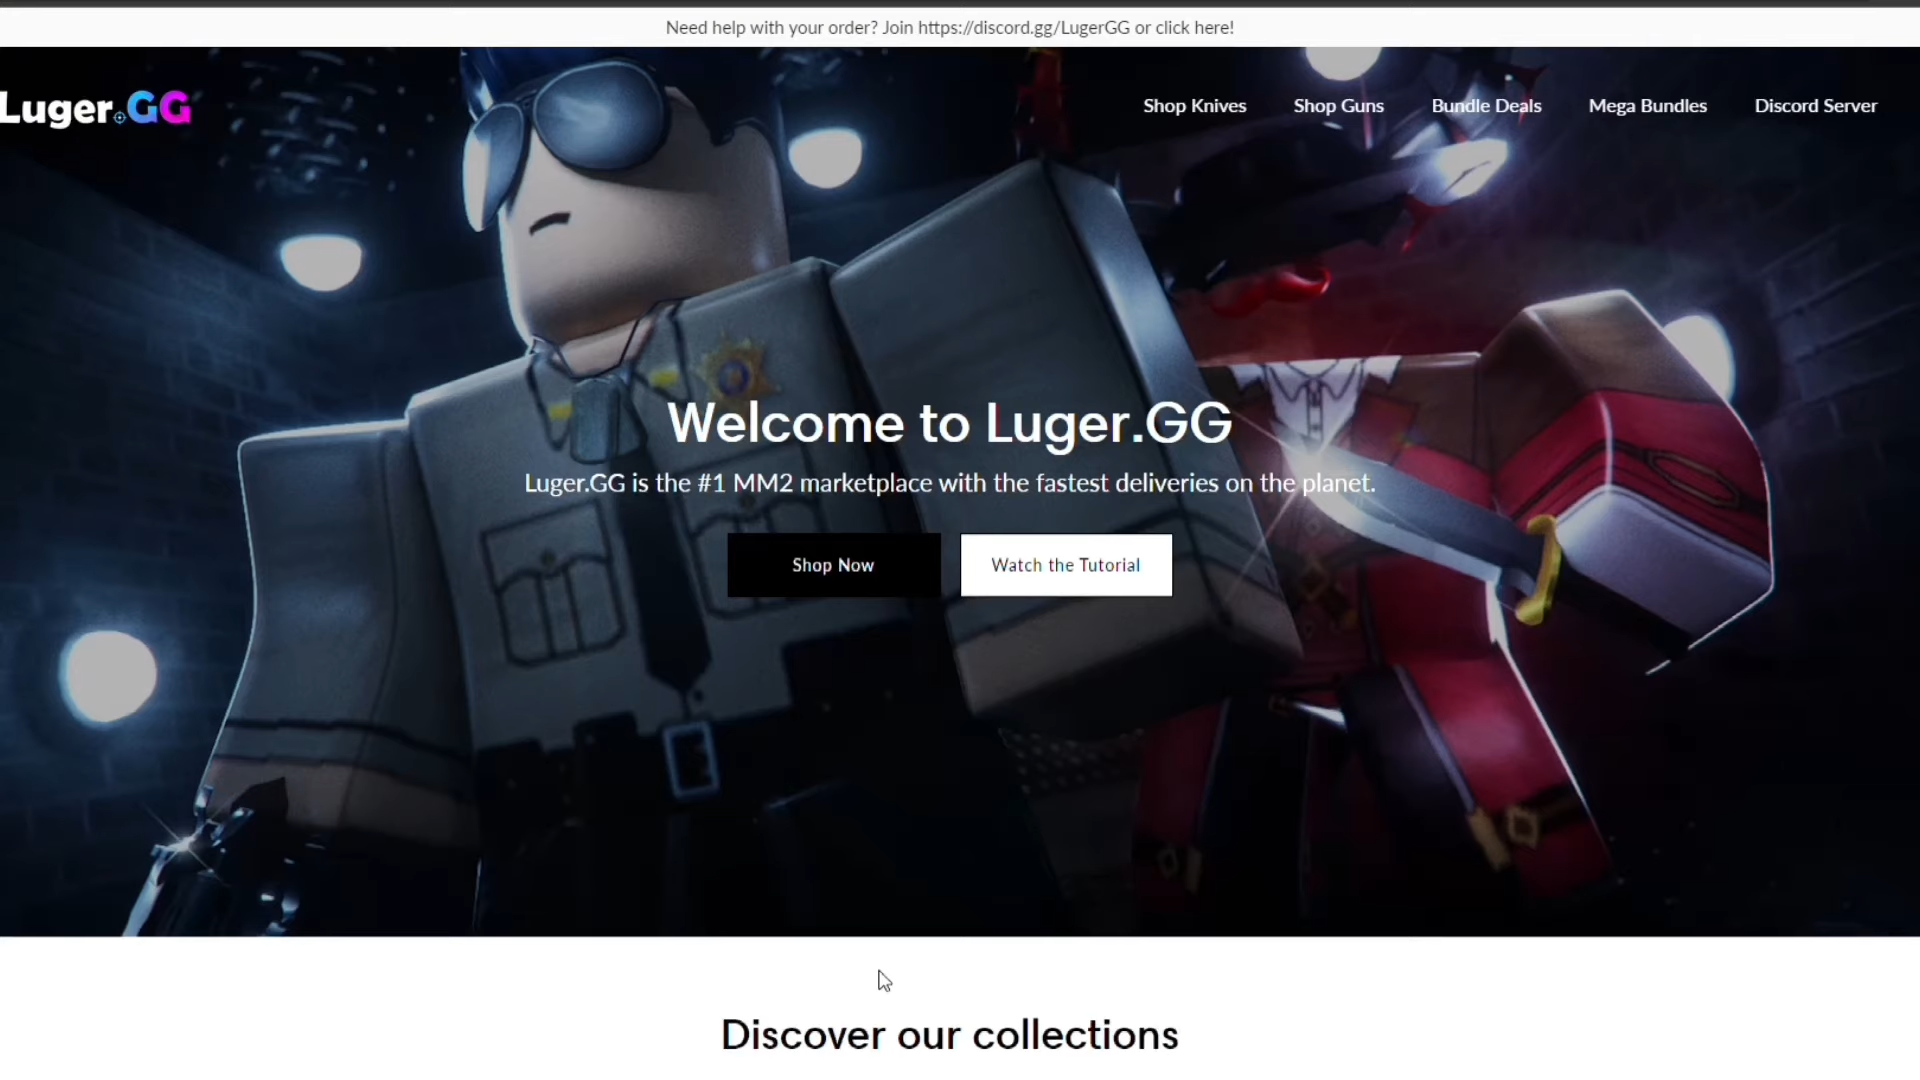 Need help with your order? Join https://discord.gg/LugerGG or click here!
Luger.GG
Shop Knives
Shop Guns
Bundle Deals
Mega Bundles
Discord Server
Welcome to Luger.GG
Luger.GG is the #1 MM2 marketplace with the fastest deliveries on the planet.
Shop Now
Watch the Tutorial
Discover our collections